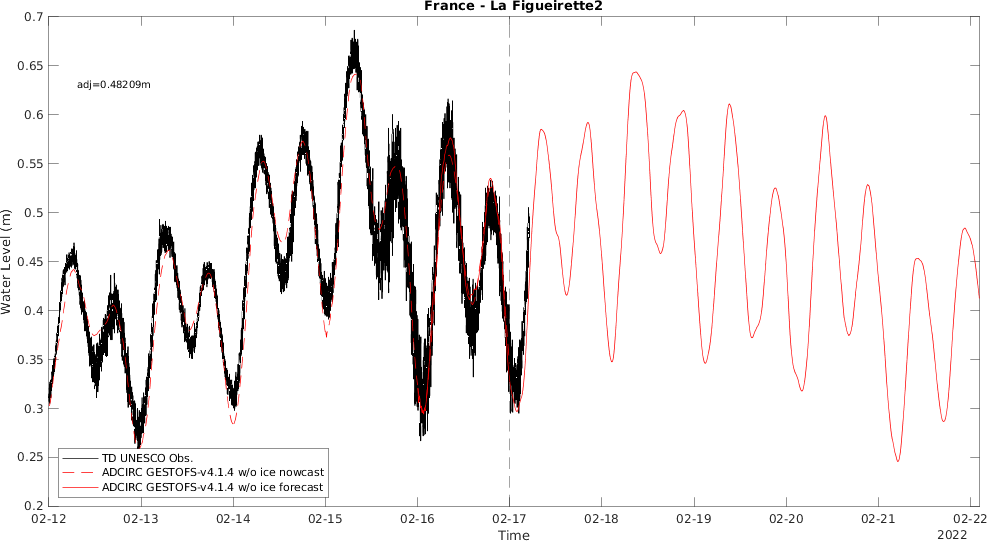 France - La Figueirette2
adj=0.48209m
Water Level (m)
0.7
0.65
0.6
0.55
0.5
0.45
0.4
0.35
0.3
0.25
0.2
TD UNESCO Obs.
ADCIRC GESTOFS-v4.1.4 w/o ice nowcast
ADCIRC GESTOFS-v4.1.4 w/o ice forecast
02-12 02-13 02-14 02-15 02-16 02-17 02-18 02-19 02-20 02-21 02-22
Time
2022